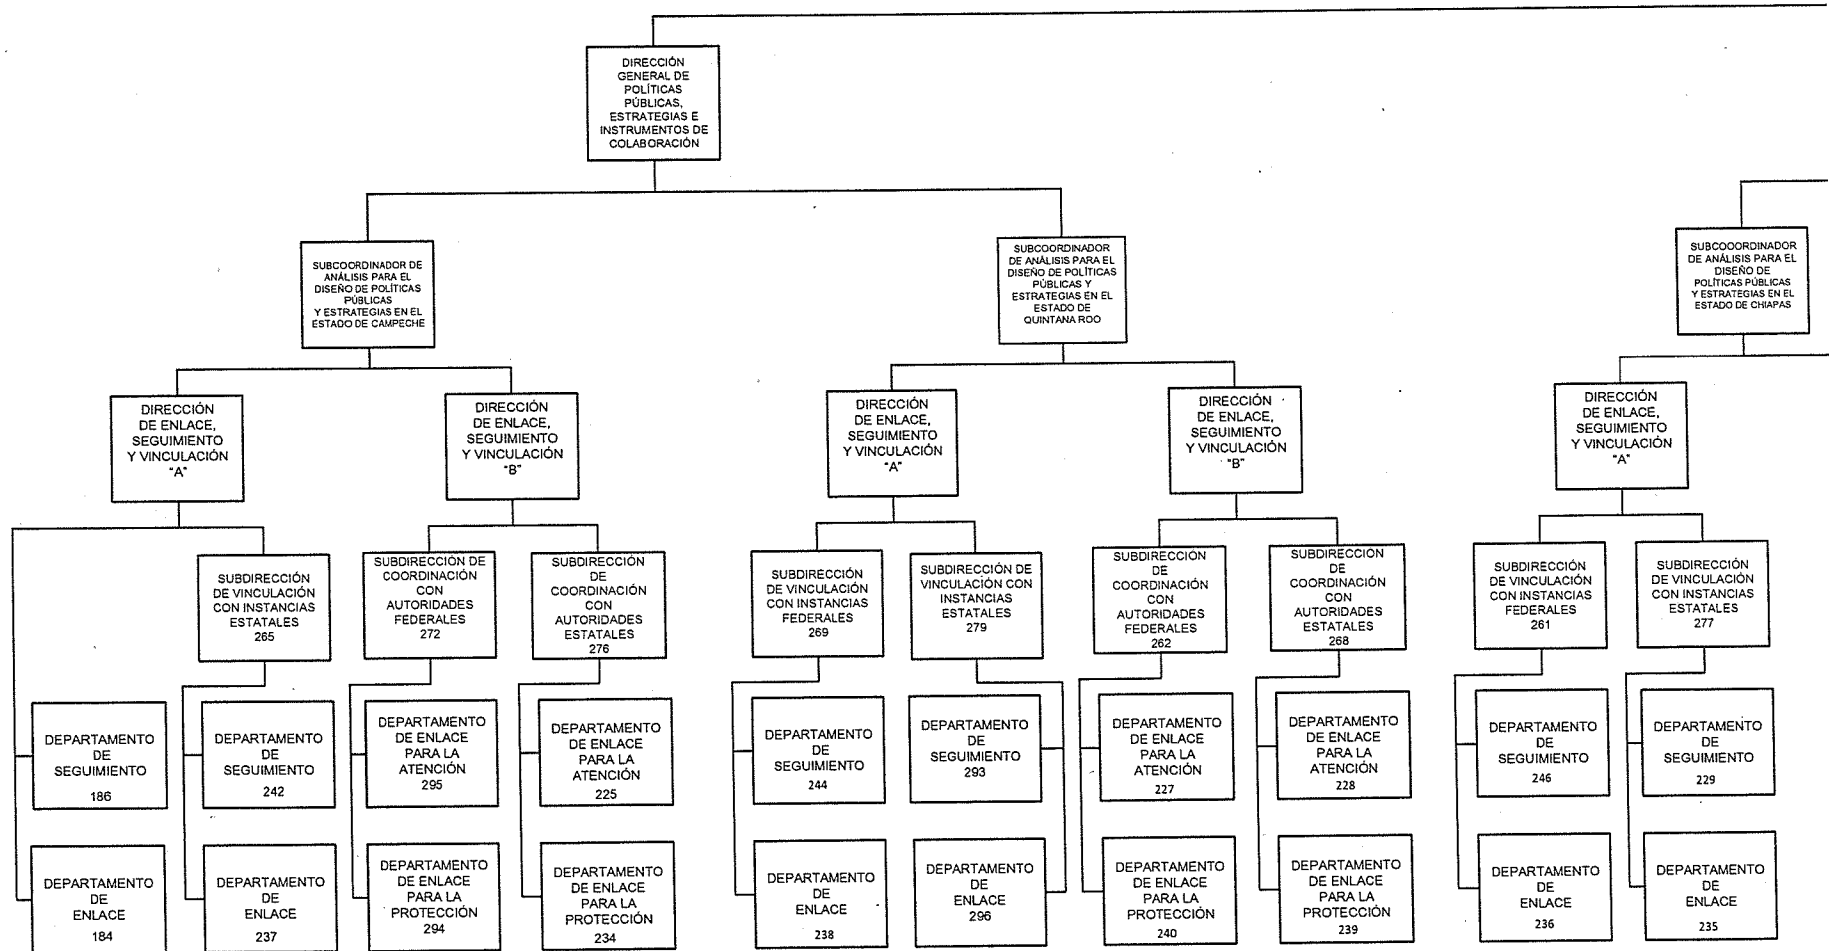 DIRECCIÓN
GENERAL DE
POLÍTICAS
PÚBLICAS,
ESTRATEGIAS E
INSTRUMENTOS DE
COLABORACIÓN
SUBCOORDINADOR DE
ANÁLISIS PARA EL
DISEÑO DE POLÍTICAS
PÚBLICAS
Y ESTRATEGIAS EN EL
ESTADO DE CAMPECHE
SUBCOORDINADOR
DE ANÁLISIS PARA EL
DISEÑO DE POLÍTICAS
PÚBLICAS Y
ESTRATEGIAS EN EL
ESTADO DE
QUINTANA ROO
SUBCOOORDINADOR
DE ANÁLISIS PARA EL
DISEÑO DE
POLÍTICAS PÚBLICAS
Y ESTRATEGIAS EN EL
ESTADO DE CHIAPAS
DIRECCIÓN
DE ENLACE,
SEGUIMIENTO
Y VINCULACIÓN
"A"
DIRECCIÓN
DE ENLACE,
SEGUIMIENTO
Y VINCULACIÓN
"B"
DIRECCIÓN
DE ENLACE,
SEGUIMIENTO
Y VINCULACIÓN
"A"
DIRECCIÓN
DE ENLACE,
SEGUIMIENTO
Y VINCULACIÓN
"B"
DIRECCIÓN
DE ENLACE,
SEGUIMIENTO
Y VINCULACIÓN
"A"
SUBDIRECCIÓN
DE VINCULACIÓN
CON INSTANCIAS
ESTATALES
265
SUBDIRECCIÓN DE
COORDINACIÓN
CON
AUTORIDADES
FEDERALES
272
SUBDIRECCIÓN
DE
COORDINACIÓN
CON
AUTORIDADES
ESTATALES
276
SUBDIRECCIÓN
DE VINCULACIÓN
CON INSTANCIAS
FEDERALES
269
SUBDIRECCIÓN DE
VINCULACIÓN CON
INSTANCIAS
ESTATALES
279
SUBDIRECCIÓN
DE
COORDINACIÓN
CON
AUTORIDADES
FEDERALES
262
SUBDIRECCIÓN
DE
COORDINACIÓN
CON
AUTORIDADES
ESTATALES
268
SUBDIRECCIÓN
DE VINCULACIÓN
CON INSTANCIAS
FEDERALES
261
SUBDIRECCIÓN
DE VINCULACIÓN
CON INSTANCIAS
ESTATALES
277
DEPARTAMENTO
DE
SEGUIMIENTO
186
DEPARTAMENTO
DE
SEGUIMIENTO
242
DEPARTAMENTO
DE ENLACE
PARA LA
ATENCIÓN
295
DEPARTAMENTO
DE ENLACE
PARA LA
ATENCIÓN
225
DEPARTAMENTO
DE
SEGUIMIENTO
244
DEPARTAMENTO
DE
SEGUIMIENTO
293
DEPARTAMENTO
DE ENLACE
PARA LA
ATENCIÓN
227
DEPARTAMENTO
DE ENLACE
PARA LA
ATENCIÓN
228
DEPARTAMENTO
DE
SEGUIMIENTO
246
DEPARTAMENTO
DE
SEGUIMIENTO
229
DEPARTAMENTO
DE
ENLACE
184
DEPARTAMENTO
DE
ENLACE
237
DEPARTAMENTO
DE ENLACE
PARA LA
PROTECCIÓN
294
DEPARTAMENTO
DE ENLACE
PARA LA
PROTECCIÓN
234
DEPARTAMENTO
DE
ENLACE
238
DEPARTAMENTO
DE
ENLACE
296
DEPARTAMENTO
DE ENLACE
PARA LA
PROTECCIÓN
240
DEPARTAMENTO
DE ENLACE
PARA LA
PROTECCIÓN
239
DEPARTAMENTO
DE
ENLACE
236
DEPARTAMENTO
DE
ENLACE
235